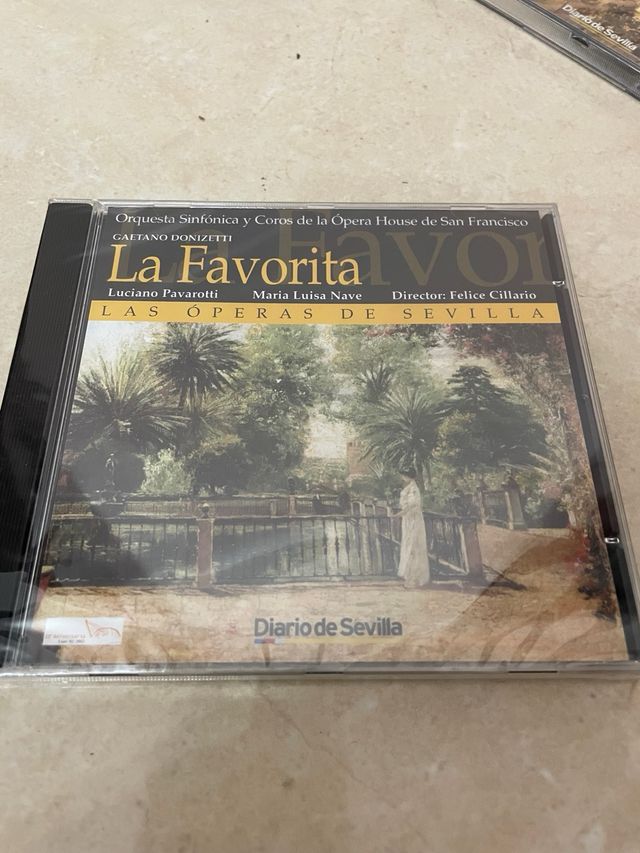 Diario de Sevilla
Orquesta Sinfónica y Coros de la Ópera House de San Francisco
La Favor
GAETANO DONIZETTI
La Favorita
Luciano Pavarotti Maria Luisa Nave Director: Felice Cillario
LAS ÓPERAS DE SEVILLA
Diario de Sevilla